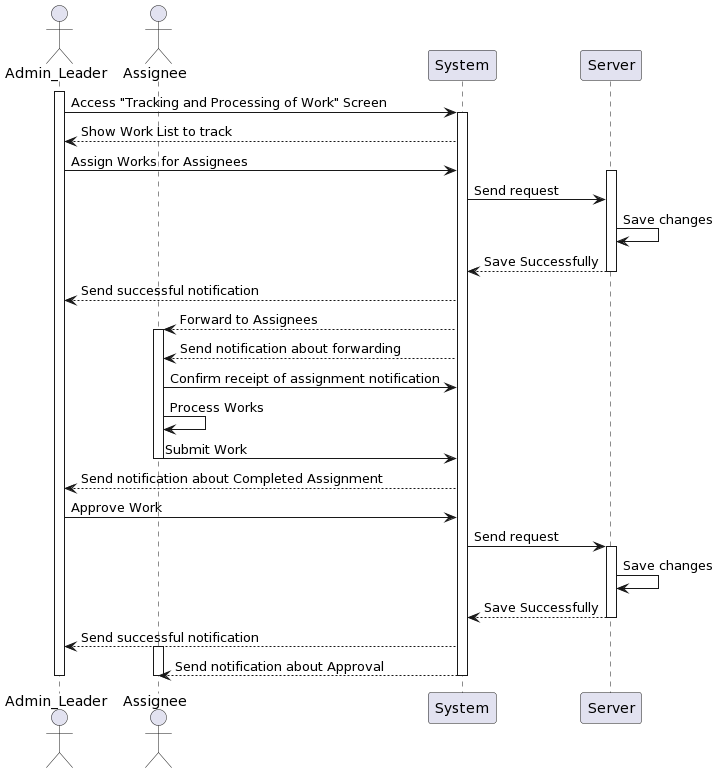 Admin_Leader
Assignee
System
Server
Access "Tracking and Processing of Work" Screen
Show Work List to track
Assign Works for Assignees
Send request
Save changes
Save Successfully
Send successful notification
Forward to Assignees
Send notification about forwarding
Confirm receipt of assignment notification
Process Works
Submit Work
Send notification about Completed Assignment
Approve Work
Send request
Save changes
Save Successfully
Send successful notification
Send notification about Approval
Admin_Leader
Assignee
System
Server